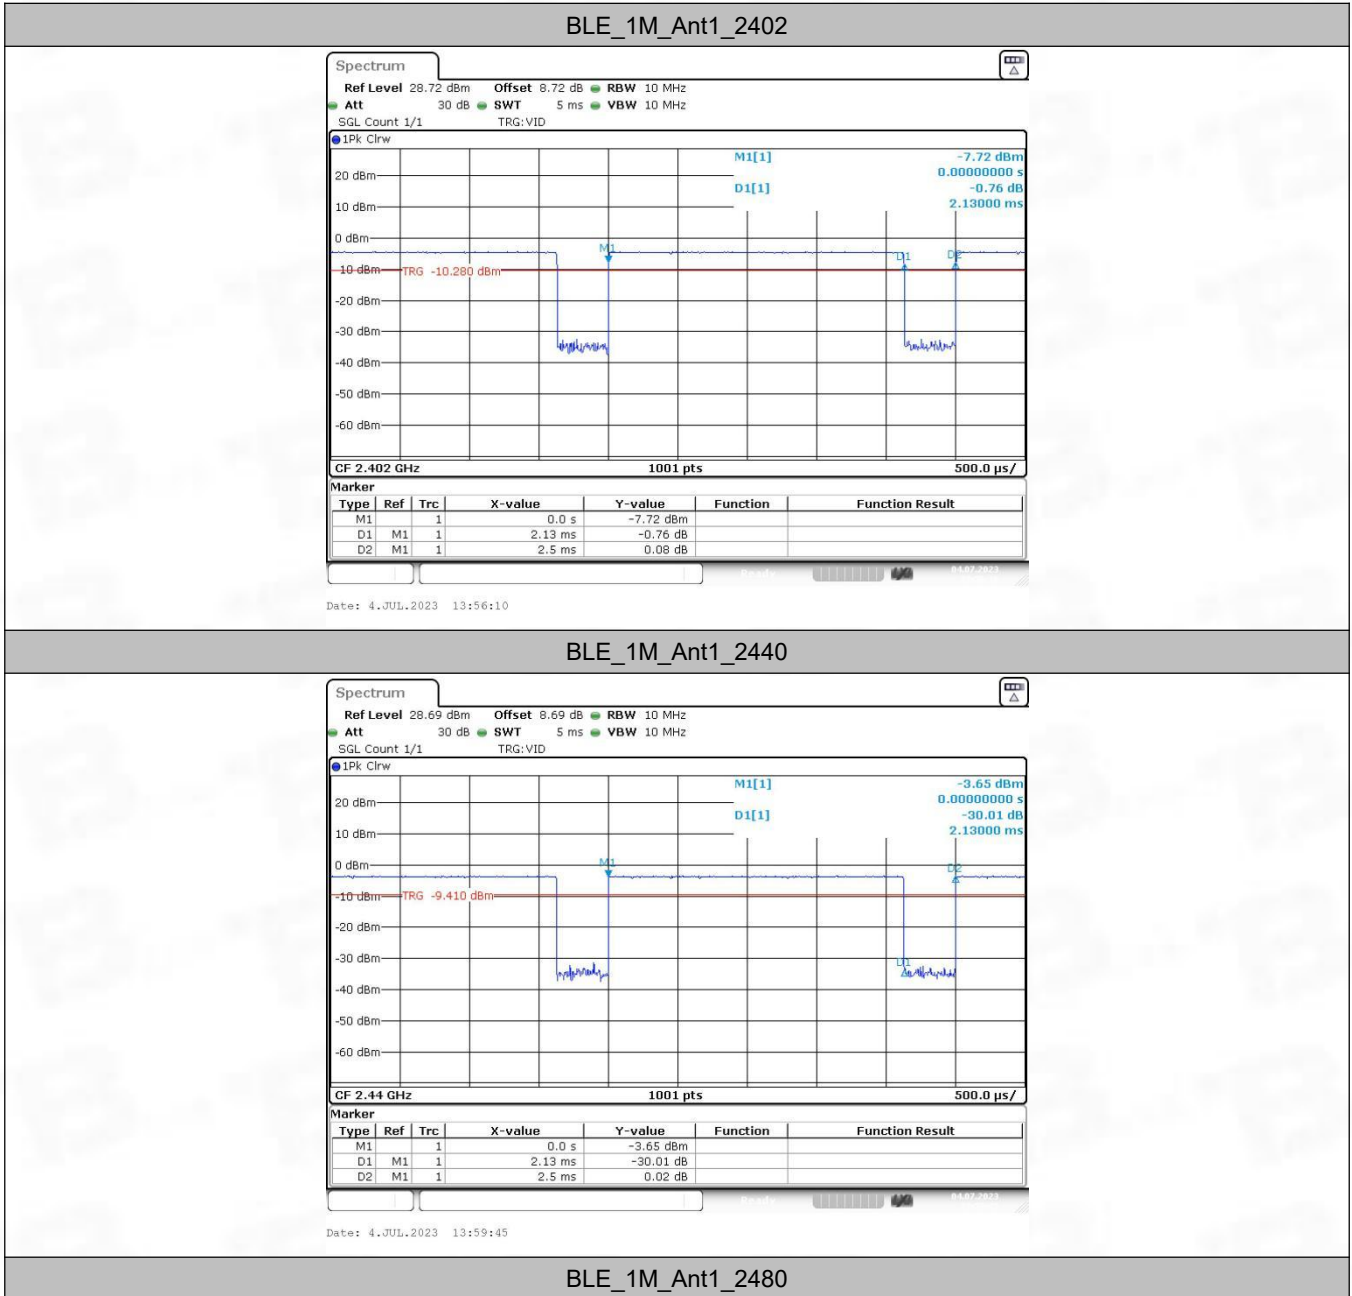 BLE_1M_Ant1_2402
Spectrum
Ref Level 28.72 dBm Offset 8.72 dB RBW 10 MHz
Att 30 dB SWT 5 ms VBW 10 MHz
SGL Count 1/1 TRG:VID
1Pk Clrw
M1[1] -7.72 dBm
0.00000000 s
D1[1] -0.76 dB
2.13000 ms
20 dBm
10 dBm
0 dBm
M1
D1
D2
-10 dBm
TRG -10.280 dBm
-20 dBm
-30 dBm
-40 dBm
-50 dBm
-60 dBm
CF 2.402 GHz 1001 pts 500.0 µs/
Marker
Type Ref Trc X-value Y-value Function Function Result
M1 1 0.0 s -7.72 dBm
D1 M1 1 2.13 ms -0.76 dB
D2 M1 1 2.5 ms 0.08 dB
Ready 04.07.2023
Date: 4.JUL.2023 13:56:10
BLE_1M_Ant1_2440
Spectrum
Ref Level 28.69 dBm Offset 8.69 dB RBW 10 MHz
Att 30 dB SWT 5 ms VBW 10 MHz
SGL Count 1/1 TRG:VID
1Pk Clrw
M1[1] -3.65 dBm
0.00000000 s
D1[1] -30.01 dB
2.13000 ms
20 dBm
10 dBm
0 dBm
M1
D2
-10 dBm
TRG -9.410 dBm
-20 dBm
-30 dBm
D1
-40 dBm
-50 dBm
-60 dBm
CF 2.44 GHz 1001 pts 500.0 µs/
Marker
Type Ref Trc X-value Y-value Function Function Result
M1 1 0.0 s -3.65 dBm
D1 M1 1 2.13 ms -30.01 dB
D2 M1 1 2.5 ms 0.02 dB
Ready 04.07.2023
Date: 4.JUL.2023 13:59:45
BLE_1M_Ant1_2480